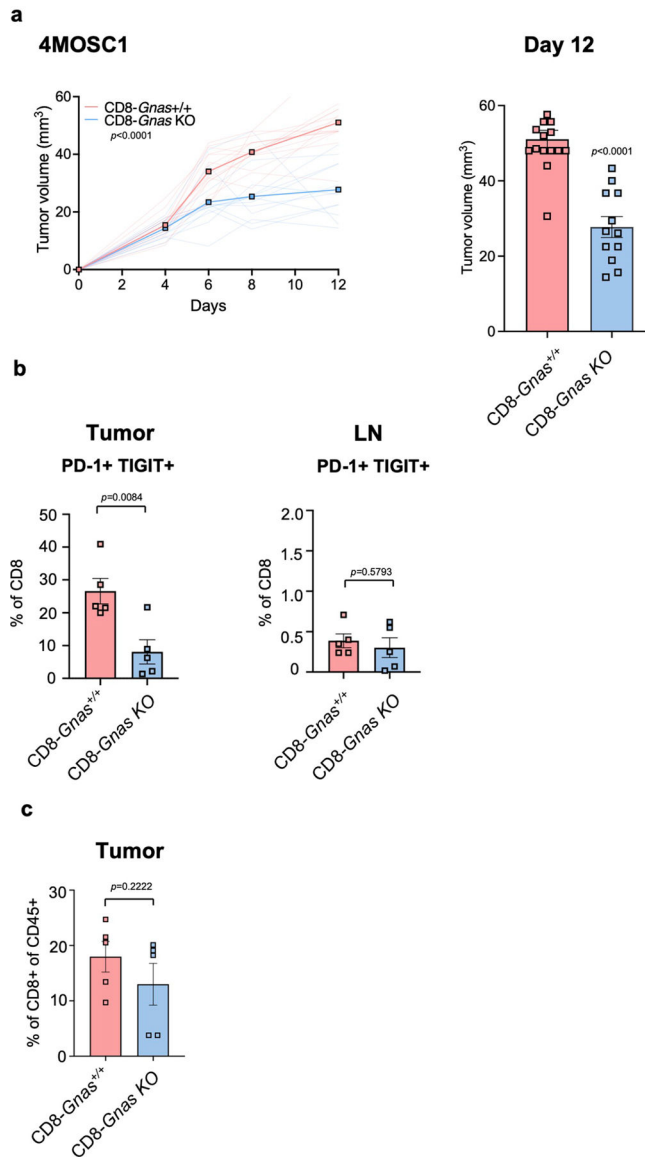 a
4MOSC1
Day 12
CD8-Gnas+/+
CD8-Gnas KO
p<0.0001
Tumor volume (mm³)
60
40
20
0
0 2 4 6 8 10 12
Days
Tumor volume (mm³)
60
40
20
0
p<0.0001
CD8-Gnas+/+
CD8-Gnas KO
b
Tumor
PD-1+ TIGIT+
p=0.0084
% of CD8
50
40
30
20
10
0
CD8-Gnas+/+
CD8-Gnas KO
LN
PD-1+ TIGIT+
p=0.5793
% of CD8
2.0
1.5
1.0
0.5
0
CD8-Gnas+/+
CD8-Gnas KO
c
Tumor
p=0.2222
% of CD8+ of CD45+
30
20
10
0
CD8-Gnas+/+
CD8-Gnas KO